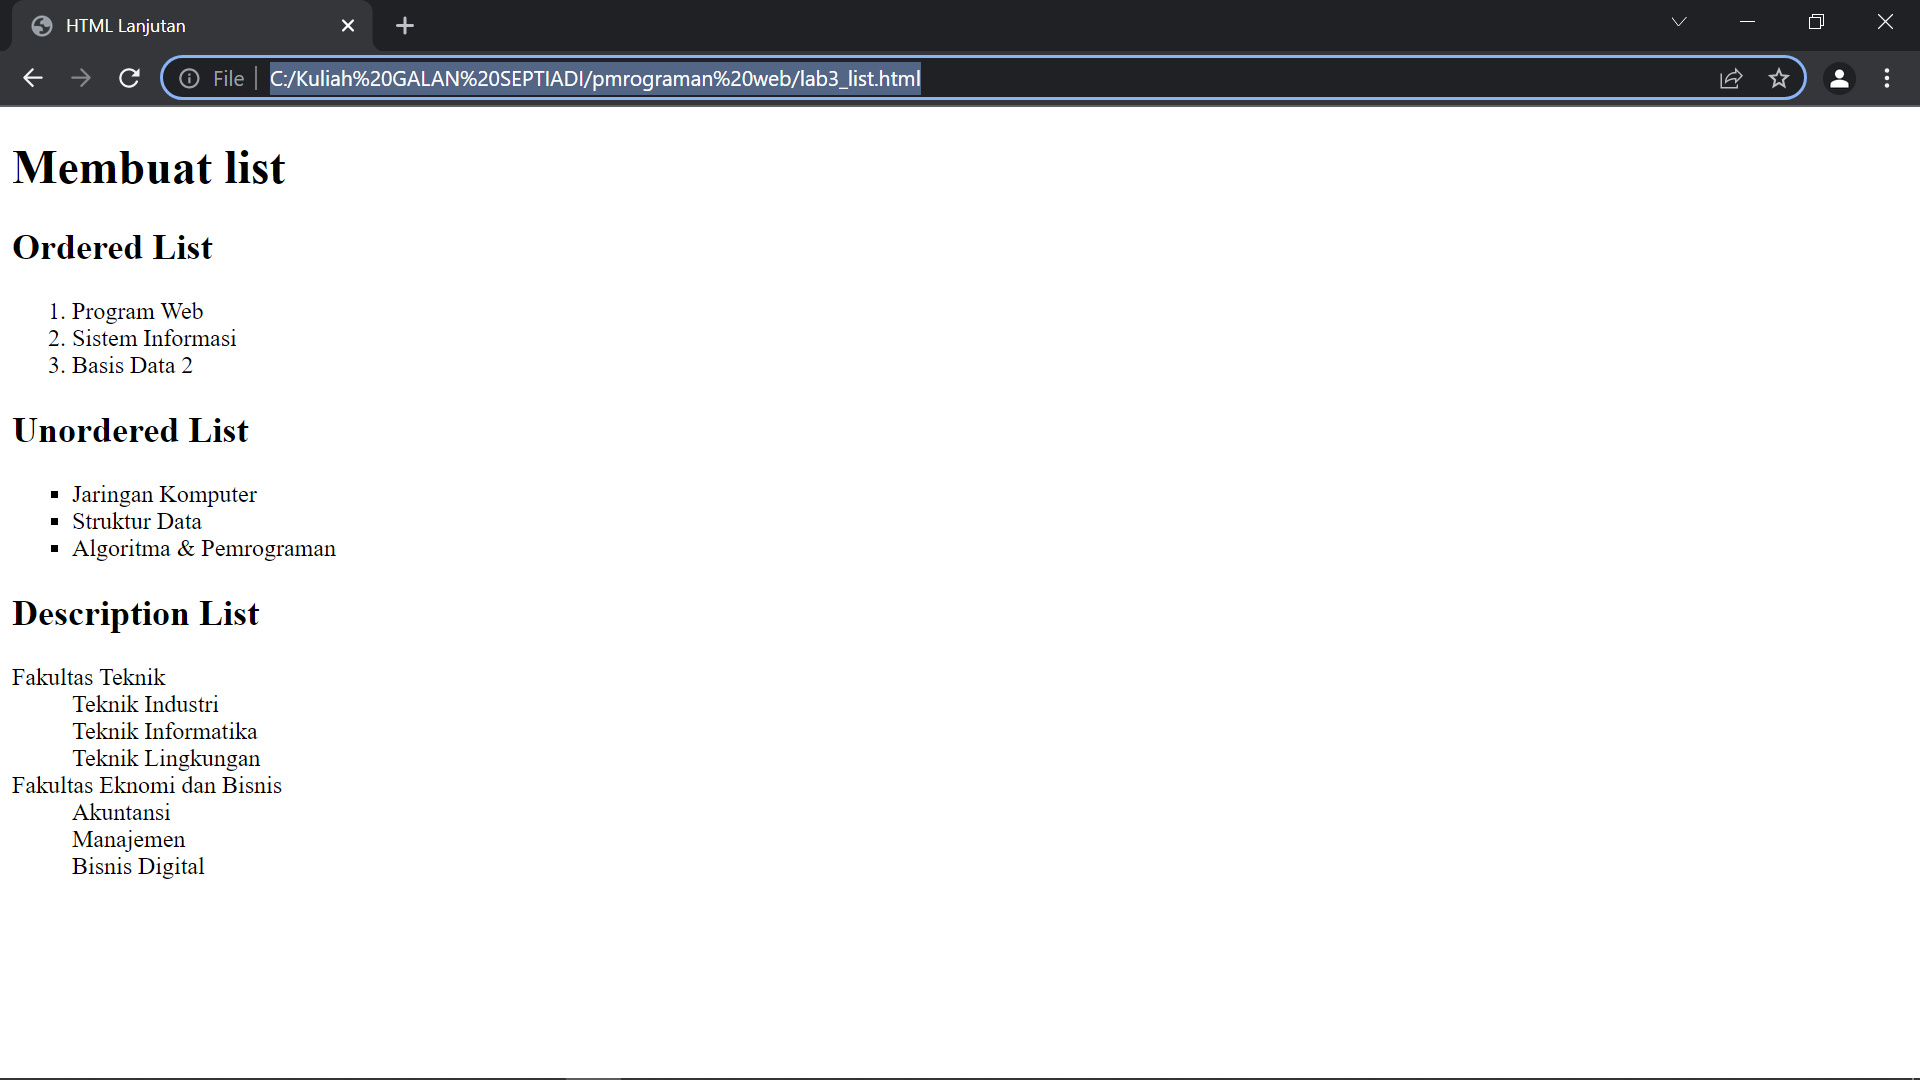 HTML Lanjutan
File C:/Kuliah%20GALAN%20SEPTIADI/pmrograman%20web/lab3_list.html
Membuat list
Ordered List
1. Program Web
2. Sistem Informasi
3. Basis Data 2
Unordered List
▪ Jaringan Komputer
▪ Struktur Data
▪ Algoritma & Pemrograman
Description List
Fakultas Teknik
Teknik Industri
Teknik Informatika
Teknik Lingkungan
Fakultas Eknomi dan Bisnis
Akuntansi
Manajemen
Bisnis Digital